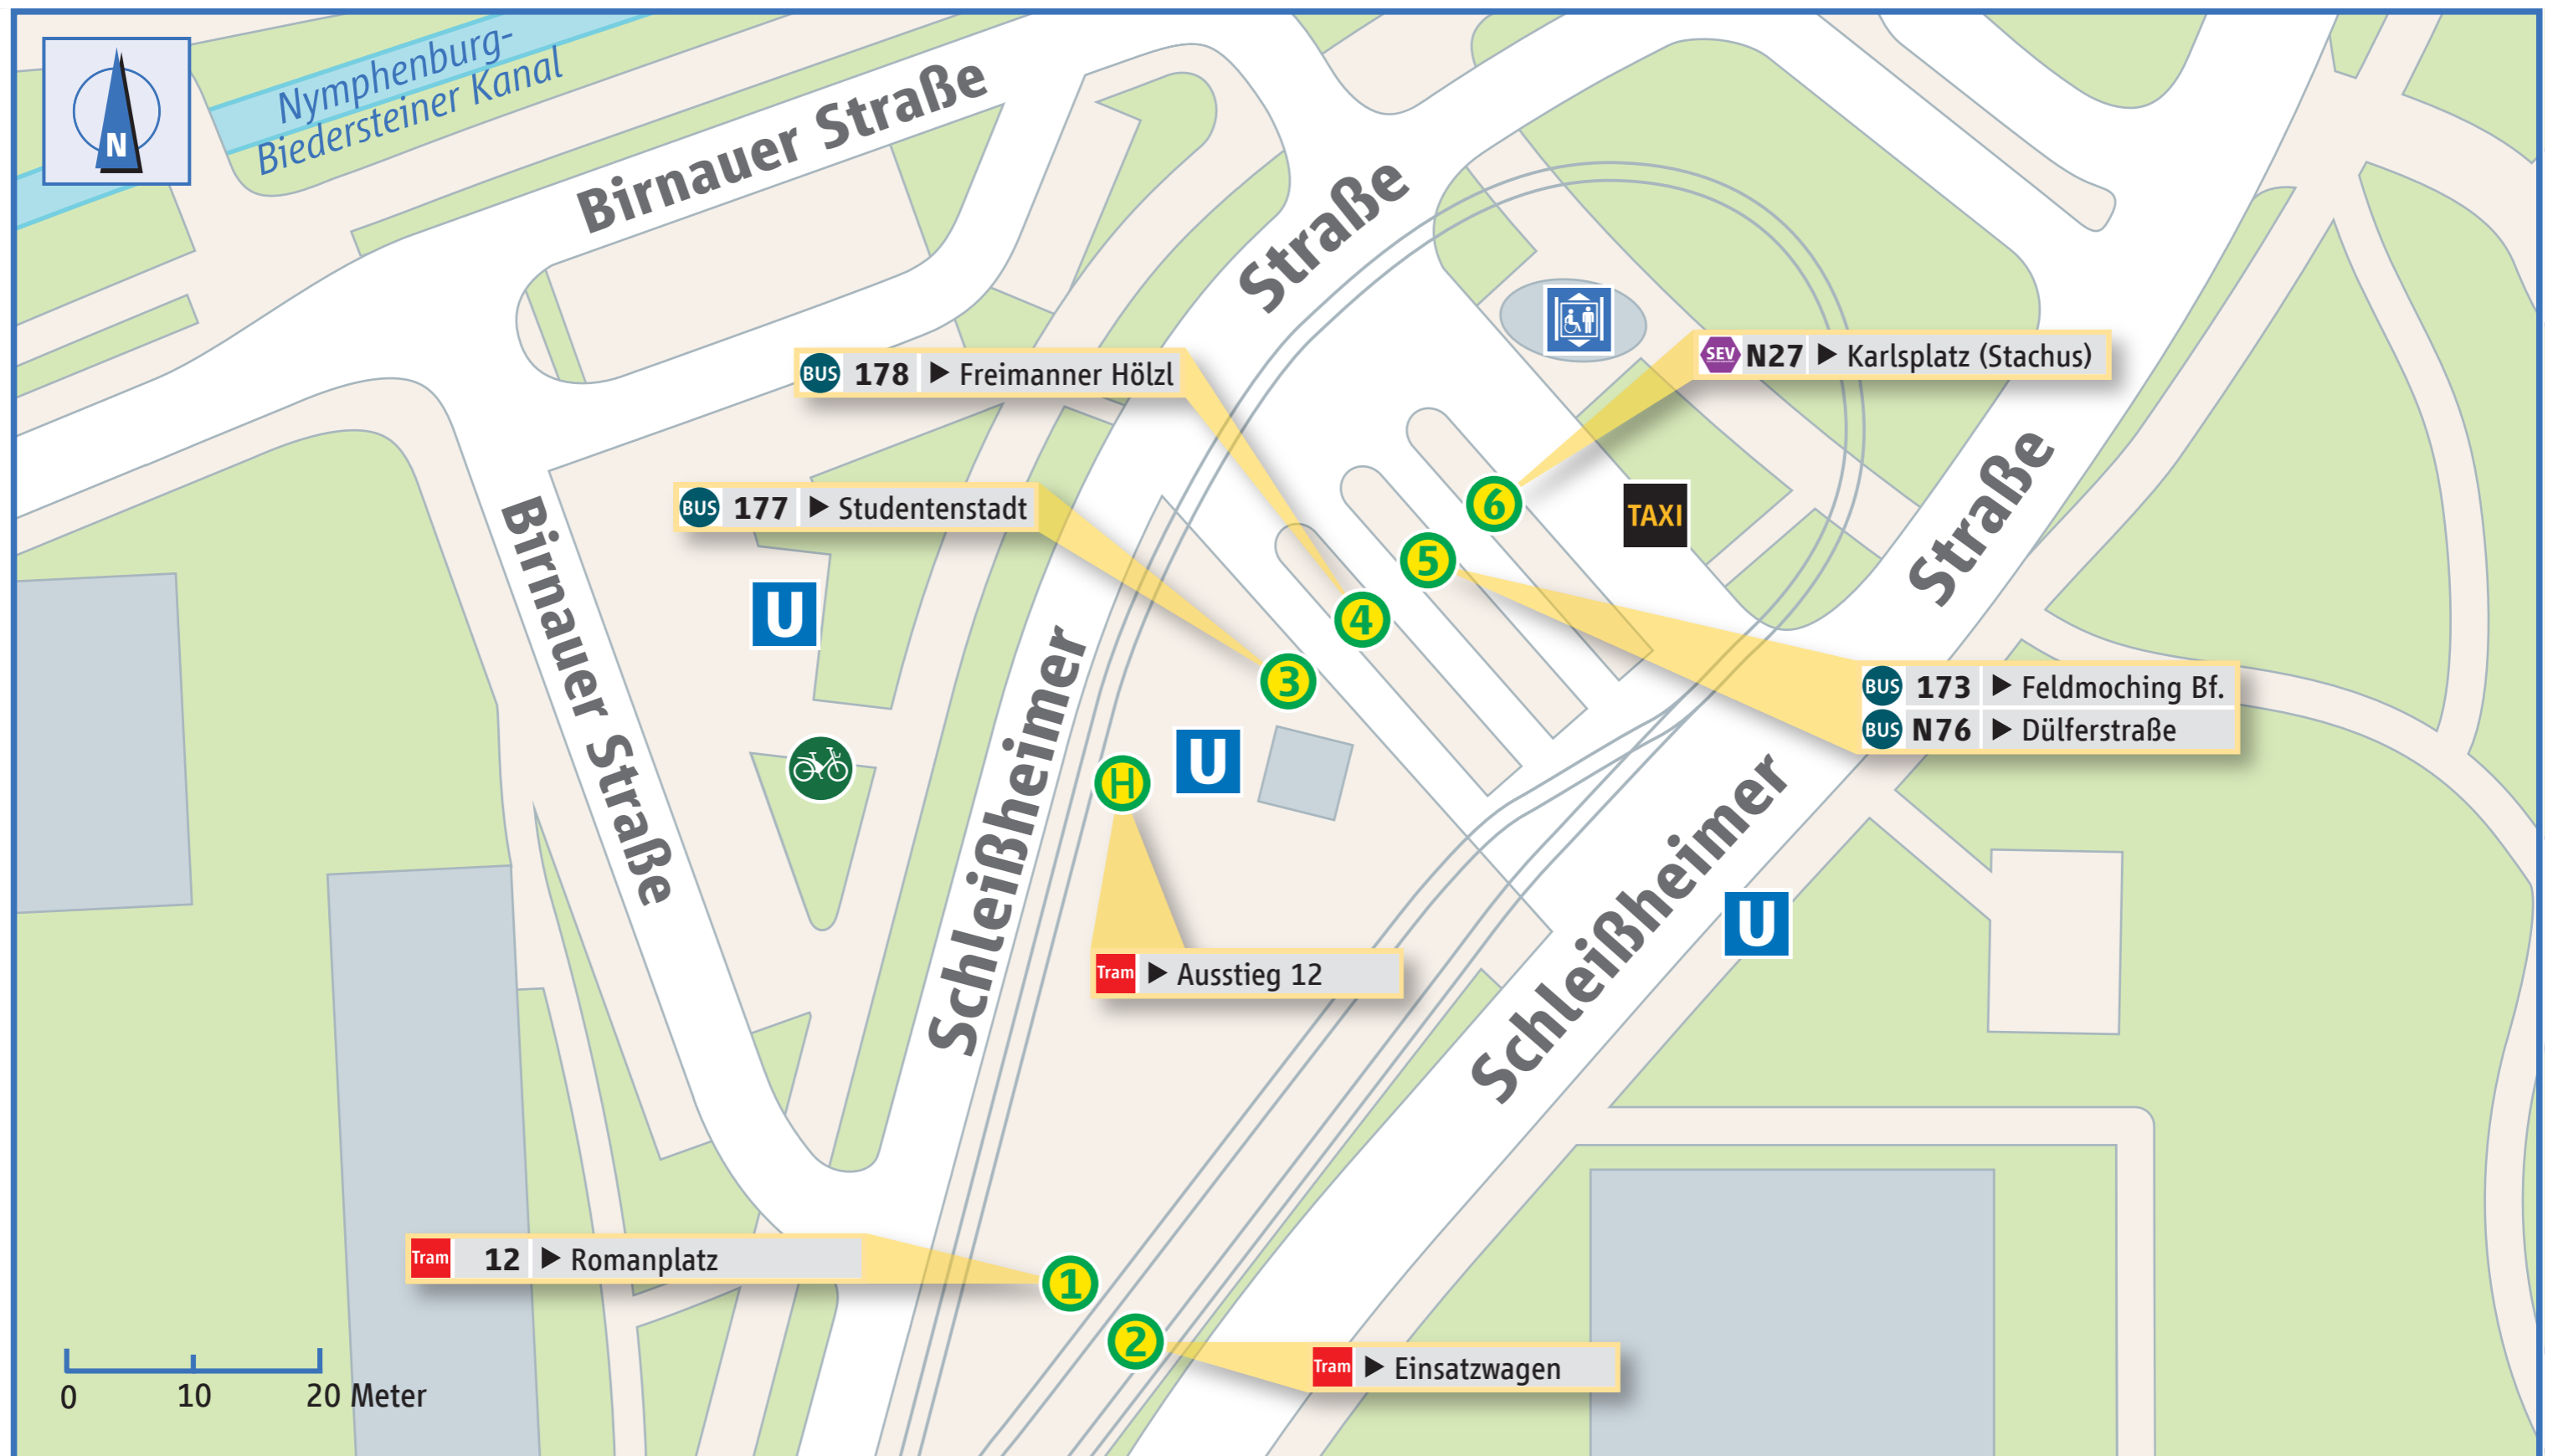 Nymphenburg-
Biedersteiner Kanal
N
Birnauer Straße
Straße
BUS 178 ▶ Freimanner Hölzl
SEV N27 ▶ Karlsplatz (Stachus)
BUS 177 ▶ Studentenstadt
6
TAXI
5
Straße
4
U
Birnauer Straße
3
BUS 173 ▶ Feldmoching Bf.
BUS N76 ▶ Dülferstraße
H
U
Schleißheimer
Schleißheimer
U
Tram ▶ Ausstieg 12
Tram 12 ▶ Romanplatz
1
2
Tram ▶ Einsatzwagen
0 10 20 Meter